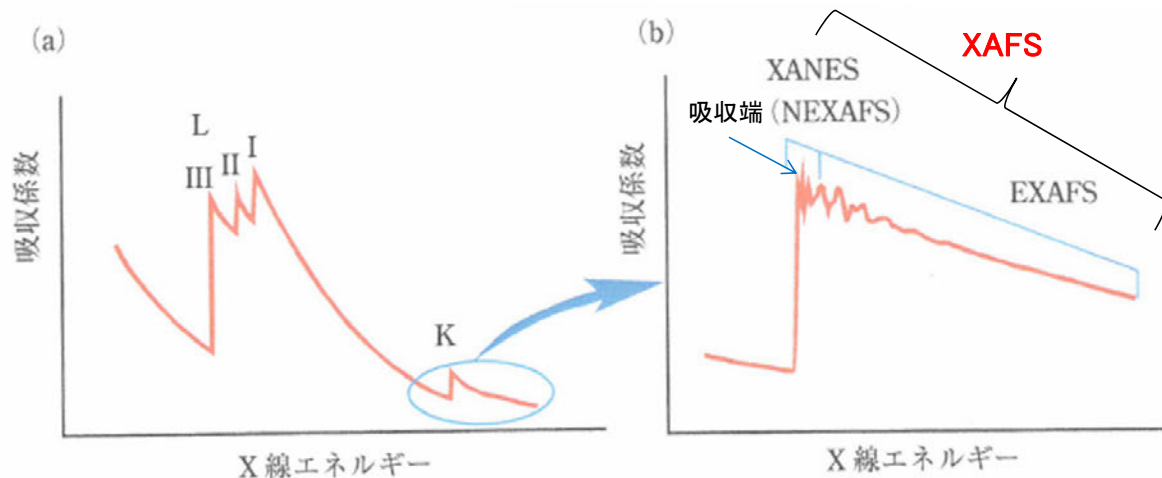 (a)
L
III
II
I
K
吸収係数
X 線エネルギー
(b)
XAFS
XANES
吸収端 (NEXAFS)
EXAFS
吸収係数
X 線エネルギー